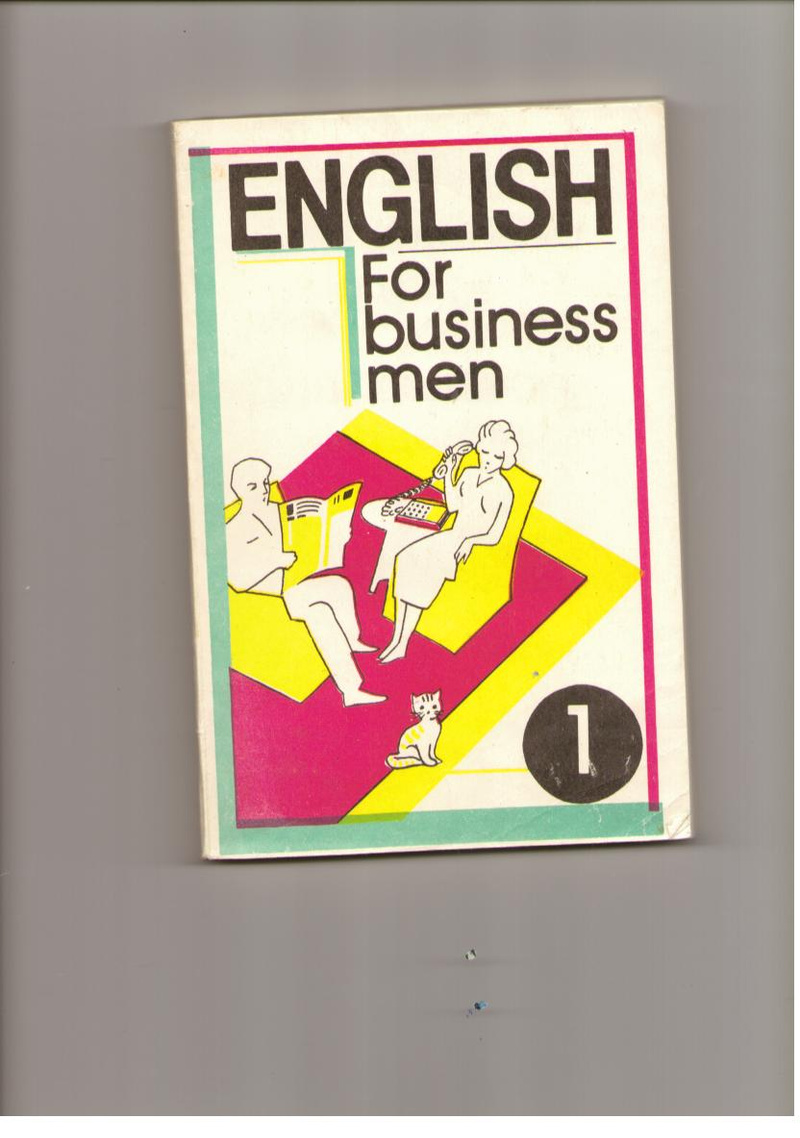 ENGLISH
For
business
men
1